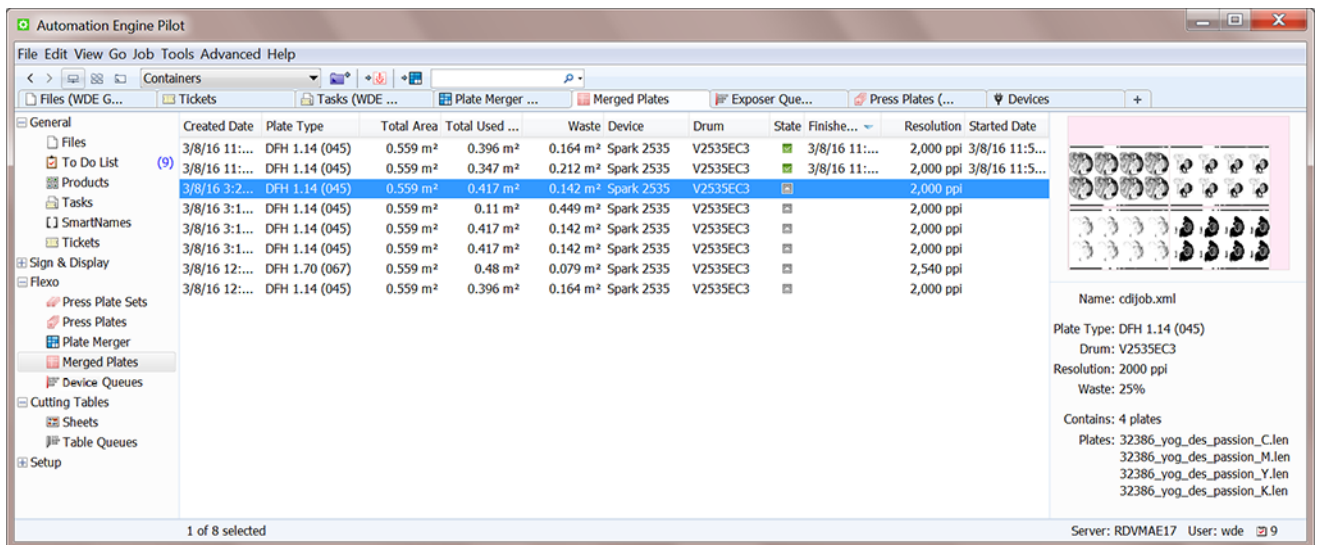 Automation Engine Pilot
File Edit View Go Job Tools Advanced Help
Containers
Files (WDE G... Tickets Tasks (WDE ... Plate Merger ... Merged Plates Exposer Que... Press Plates (... Devices +
General
Files
To Do List (9)
Products
Tasks
[ ] SmartNames
Tickets
Sign & Display
Flexo
Press Plate Sets
Press Plates
Plate Merger
Merged Plates
Device Queues
Cutting Tables
Sheets
Table Queues
Setup
Created Date Plate Type Total Area Total Used ... Waste Device Drum State Finishe... Resolution Started Date
3/8/16 11:... DFH 1.14 (045) 0.559 m² 0.396 m² 0.164 m² Spark 2535 V2535EC3 3/8/16 11:... 2,000 ppi 3/8/16 11:5...
3/8/16 11:... DFH 1.14 (045) 0.559 m² 0.347 m² 0.212 m² Spark 2535 V2535EC3 3/8/16 11:... 2,000 ppi 3/8/16 11:5...
3/8/16 3:2... DFH 1.14 (045) 0.559 m² 0.417 m² 0.142 m² Spark 2535 V2535EC3 2,000 ppi
3/8/16 3:1... DFH 1.14 (045) 0.559 m² 0.11 m² 0.449 m² Spark 2535 V2535EC3 2,000 ppi
3/8/16 3:1... DFH 1.14 (045) 0.559 m² 0.417 m² 0.142 m² Spark 2535 V2535EC3 2,000 ppi
3/8/16 3:1... DFH 1.14 (045) 0.559 m² 0.417 m² 0.142 m² Spark 2535 V2535EC3 2,000 ppi
3/8/16 12:... DFH 1.70 (067) 0.559 m² 0.48 m² 0.079 m² Spark 2535 V2535EC3 2,540 ppi
3/8/16 12:... DFH 1.14 (045) 0.559 m² 0.396 m² 0.164 m² Spark 2535 V2535EC3 2,000 ppi
Name: cdijob.xml
Plate Type: DFH 1.14 (045)
Drum: V2535EC3
Resolution: 2000 ppi
Waste: 25%
Contains: 4 plates
Plates: 32386_yog_des_passion_C.len
32386_yog_des_passion_M.len
32386_yog_des_passion_Y.len
32386_yog_des_passion_K.len
1 of 8 selected
Server: RDVMAE17 User: wde 9